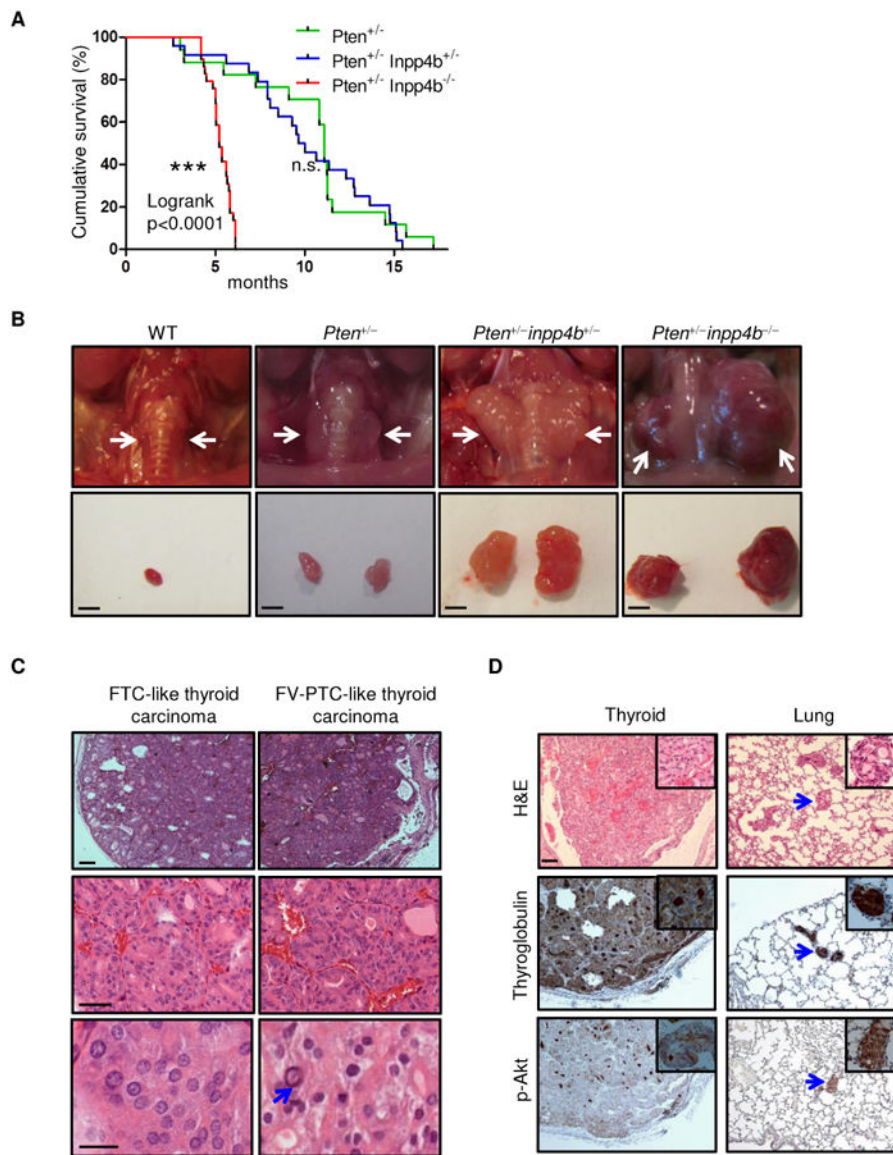 A
Pten+/-
Pten+/- Inpp4b+/-
Pten+/- Inpp4b-/-
Cumulative survival (%)
100
80
60
40
20
0
***
n.s.
Logrank
p<0.0001
0 5 10 15
months
B
WT Pten+/- Pten+/-inpp4b+/- Pten+/-inpp4b-/-
C
FTC-like thyroid
carcinoma
FV-PTC-like thyroid
carcinoma
D
Thyroid Lung
H&E
Thyroglobulin
p-Akt